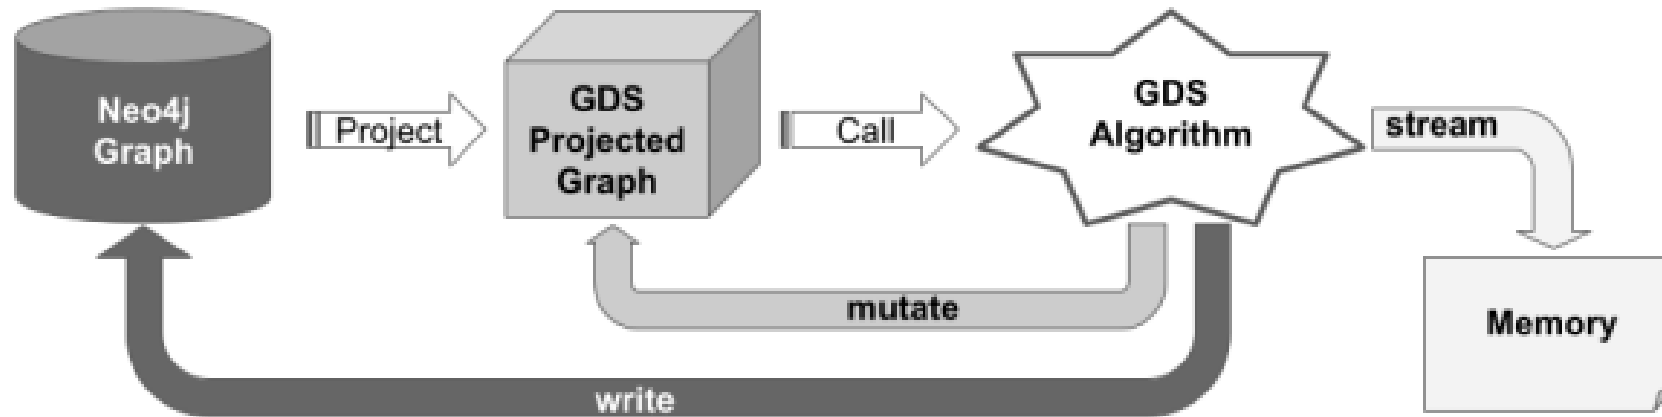 Neo4j
Graph
Project
GDS
Projected
Graph
Call
GDS
Algorithm
stream
Memory
mutate
write